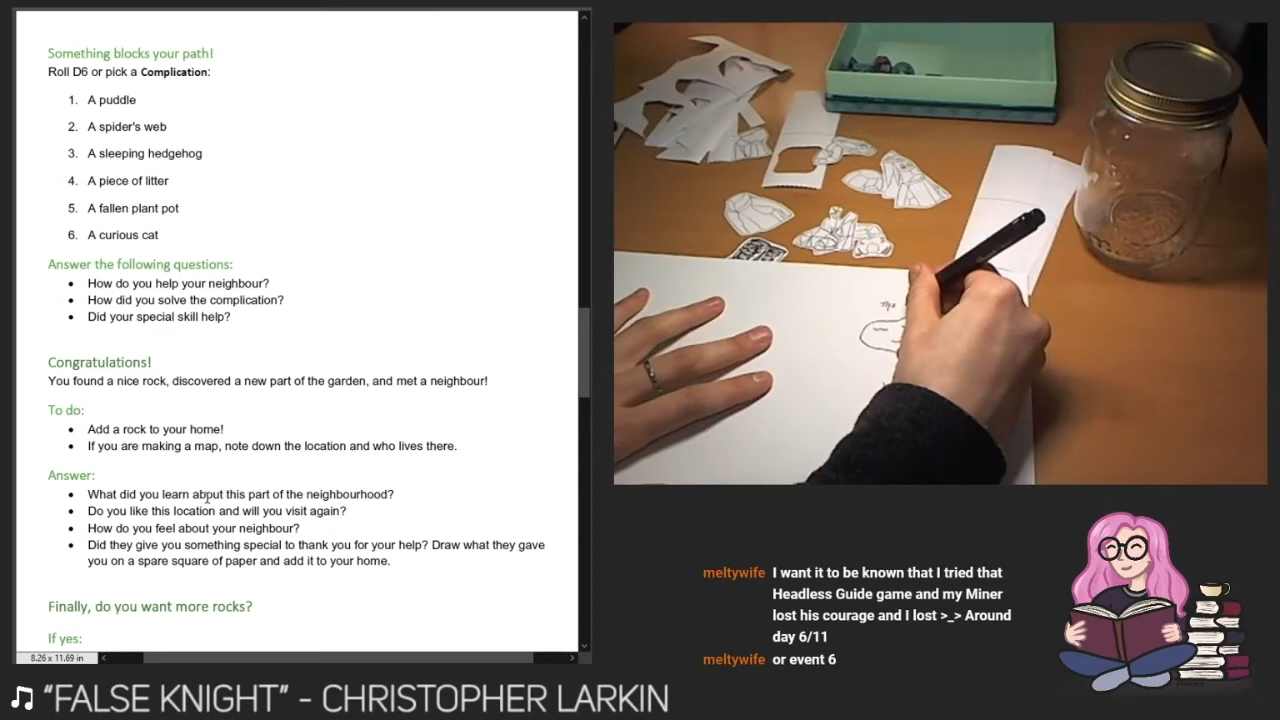 Something blocks your path!
Roll D6 or pick a Complication:
1. A puddle
2. A spider's web
3. A sleeping hedgehog
4. A piece of litter
5. A fallen plant pot
6. A curious cat
Answer the following questions:
• How do you help your neighbour?
• How did you solve the complication?
• Did your special skill help?
Congratulations!
You found a nice rock, discovered a new part of the garden, and met a neighbour!
To do:
• Add a rock to your home!
• If you are making a map, note down the location and who lives there.
Answer:
• What did you learn about this part of the neighbourhood?
• Do you like this location and will you visit again?
• How do you feel about your neighbour?
• Did they give you something special to thank you for your help? Draw what they gave
you on a spare square of paper and add it to your home.
Finally, do you want more rocks?
If yes:
8.26 x 11.69 in
The
meltywife I want it to be known that I tried that
Headless Guide game and my Miner
lost his courage and I lost >_> Around
day 6/11
meltywife or event 6
♫ "FALSE KNIGHT" - CHRISTOPHER LARKIN